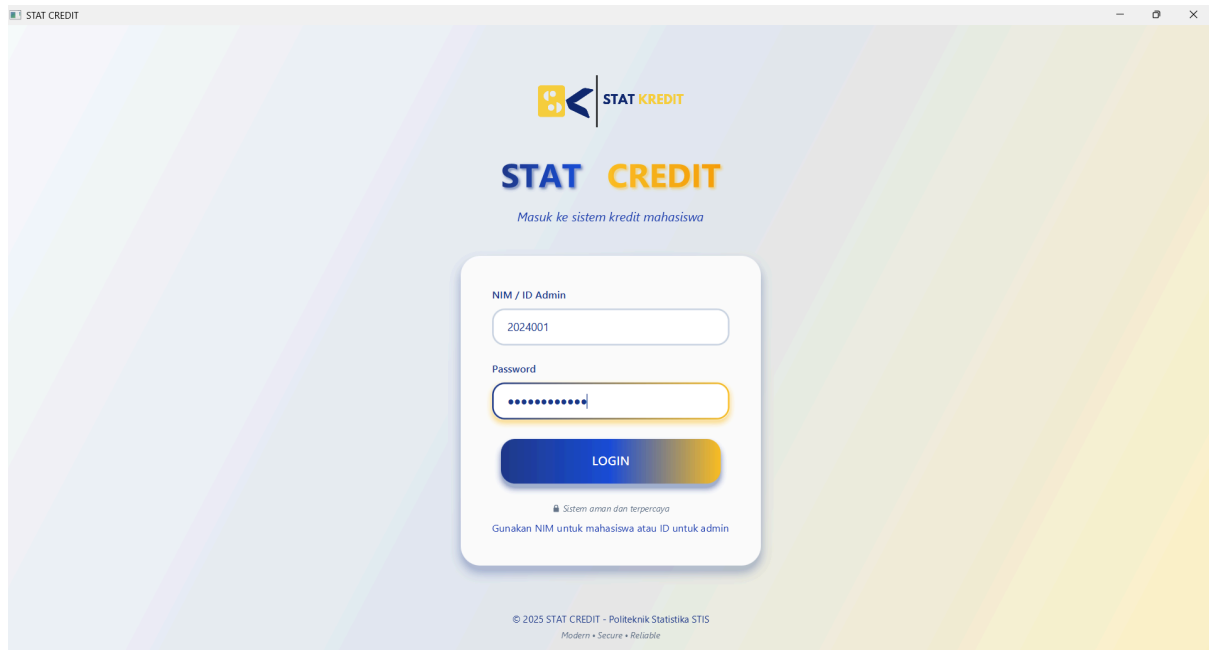 STAT CREDIT
STAT KREDIT
STAT CREDIT
Masuk ke sistem kredit mahasiswa
NIM / ID Admin
2024001
Password
••••••••••••
LOGIN
Sistem aman dan terpercaya
Gunakan NIM untuk mahasiswa atau ID untuk admin
© 2025 STAT CREDIT - Politeknik Statistika STIS
Modern • Secure • Reliable